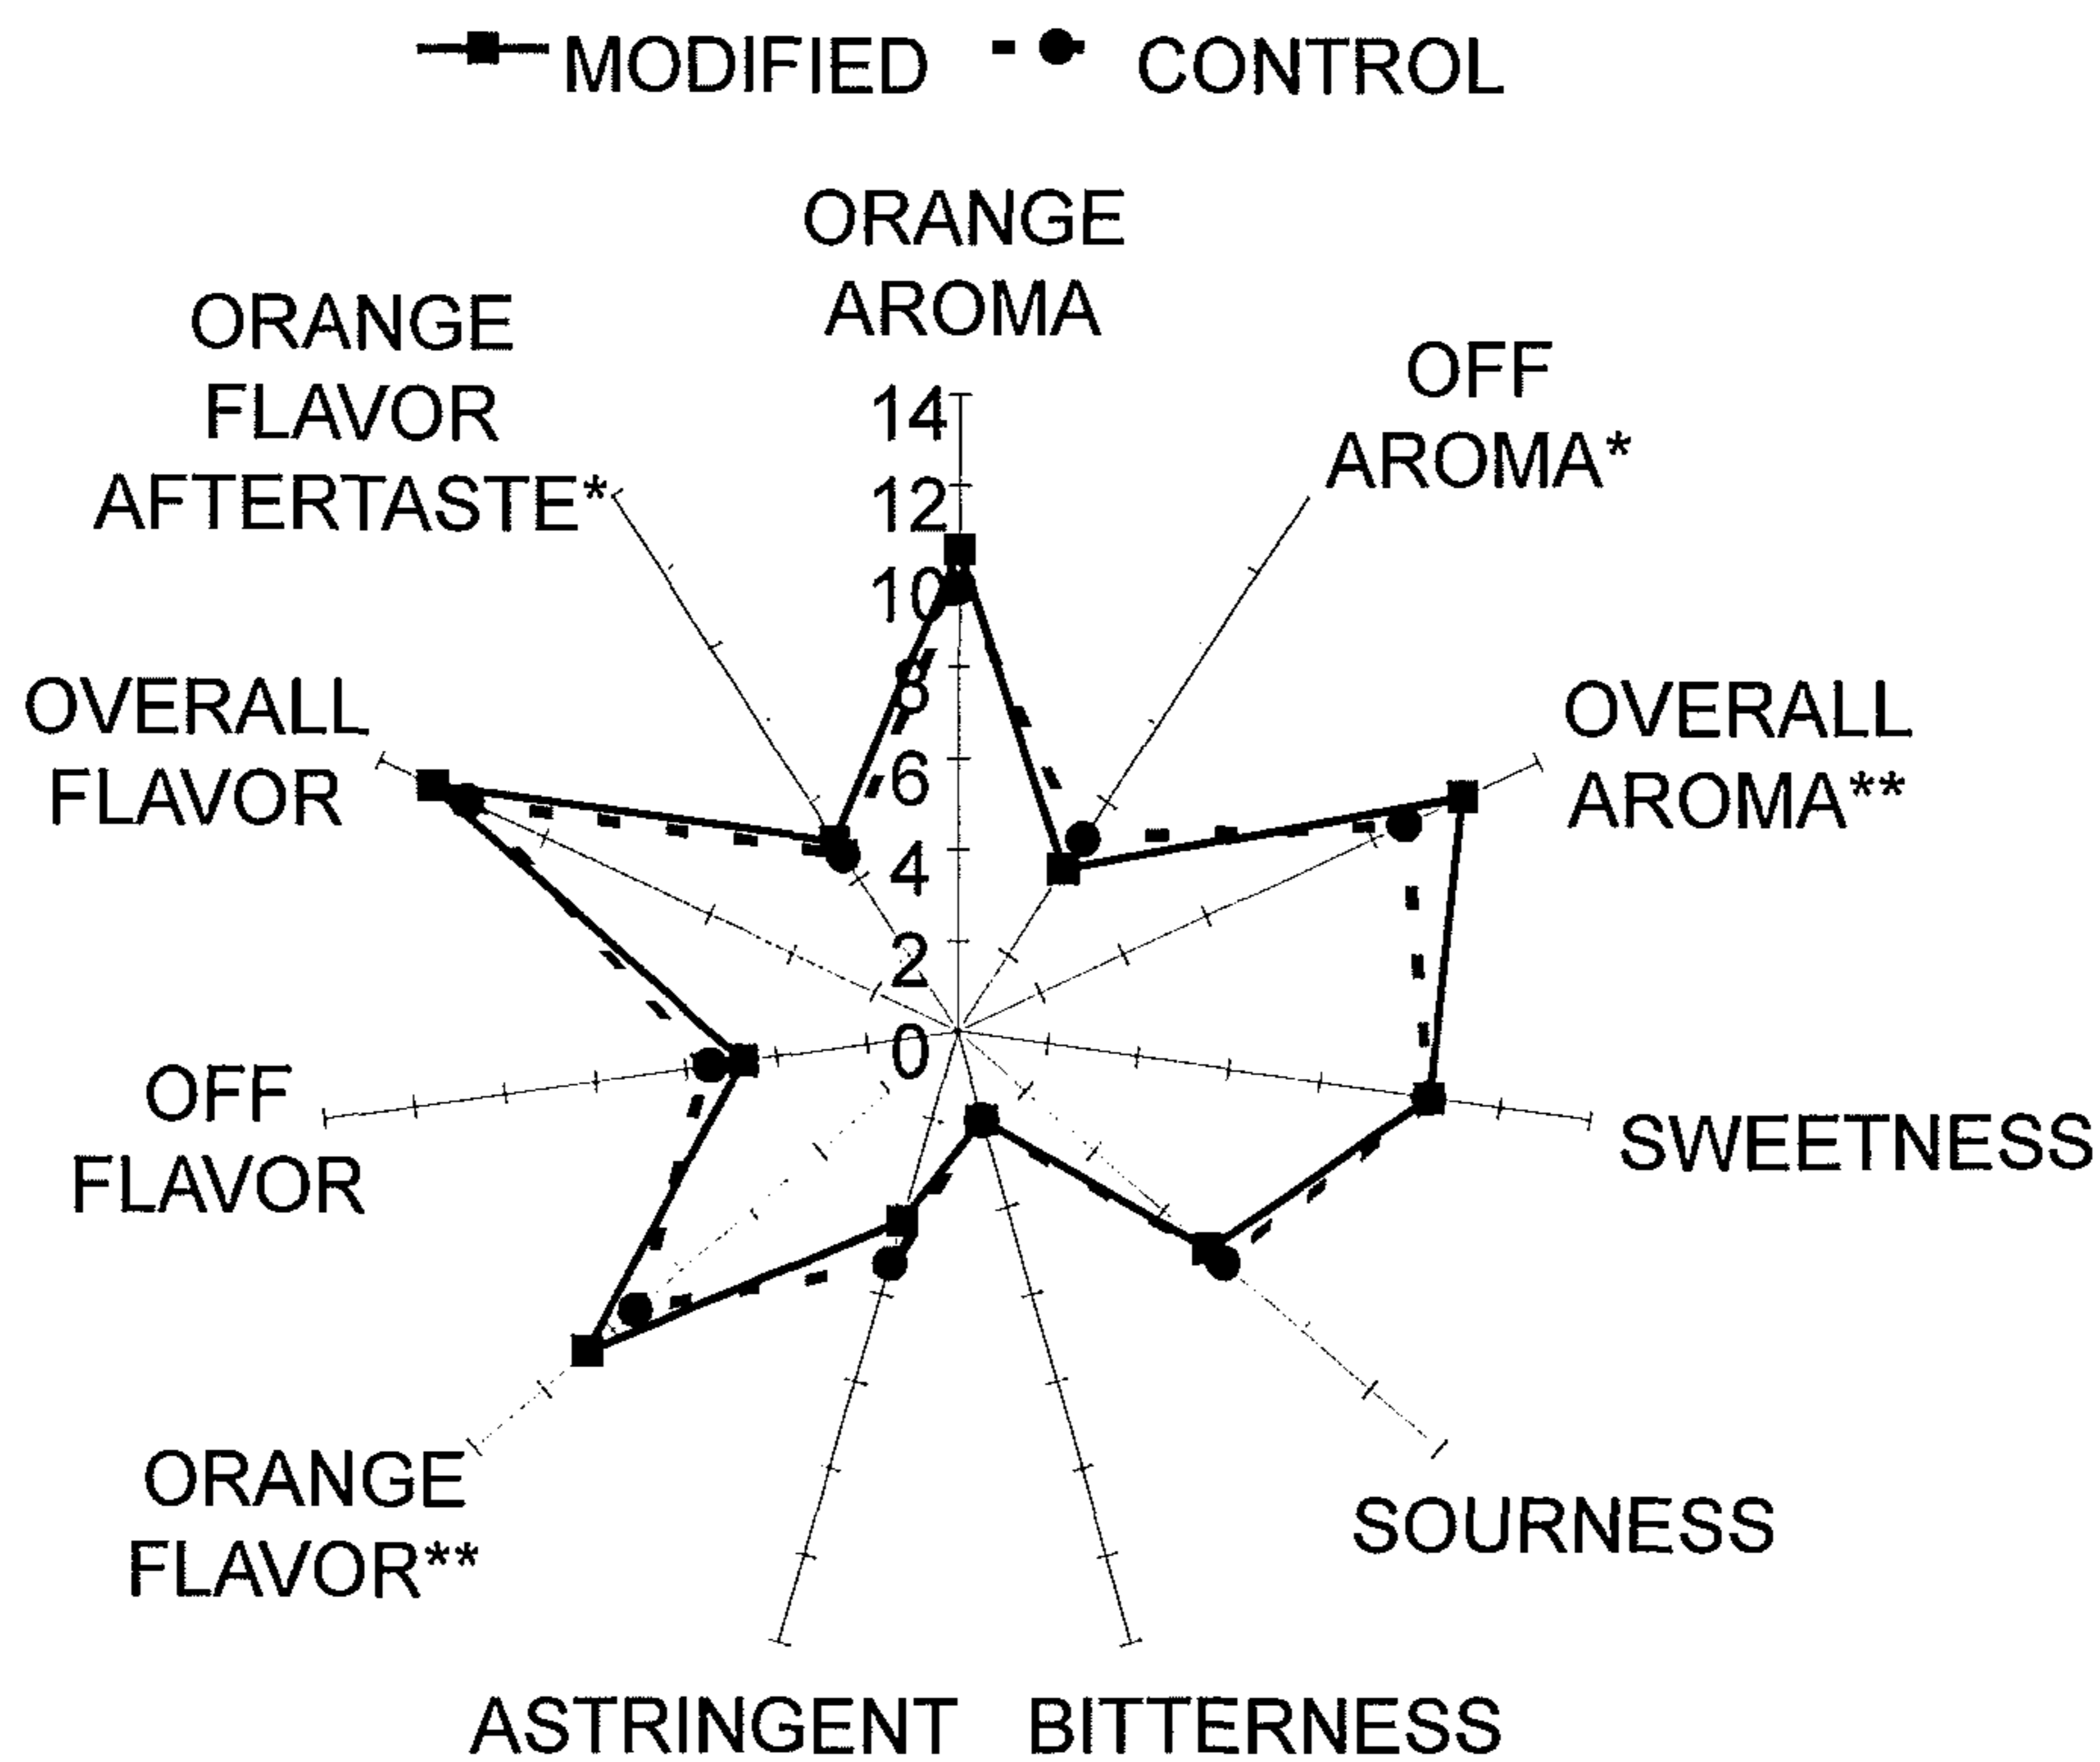 MODIFIED CONTROL
ORANGE
AROMA
ORANGE
FLAVOR
AFTERTASTE*
OFF
AROMA*
14
12
10
8
6
4
2
0
OVERALL
FLAVOR
OVERALL
AROMA**
OFF
FLAVOR
SWEETNESS
ORANGE
FLAVOR**
SOURNESS
ASTRINGENT BITTERNESS